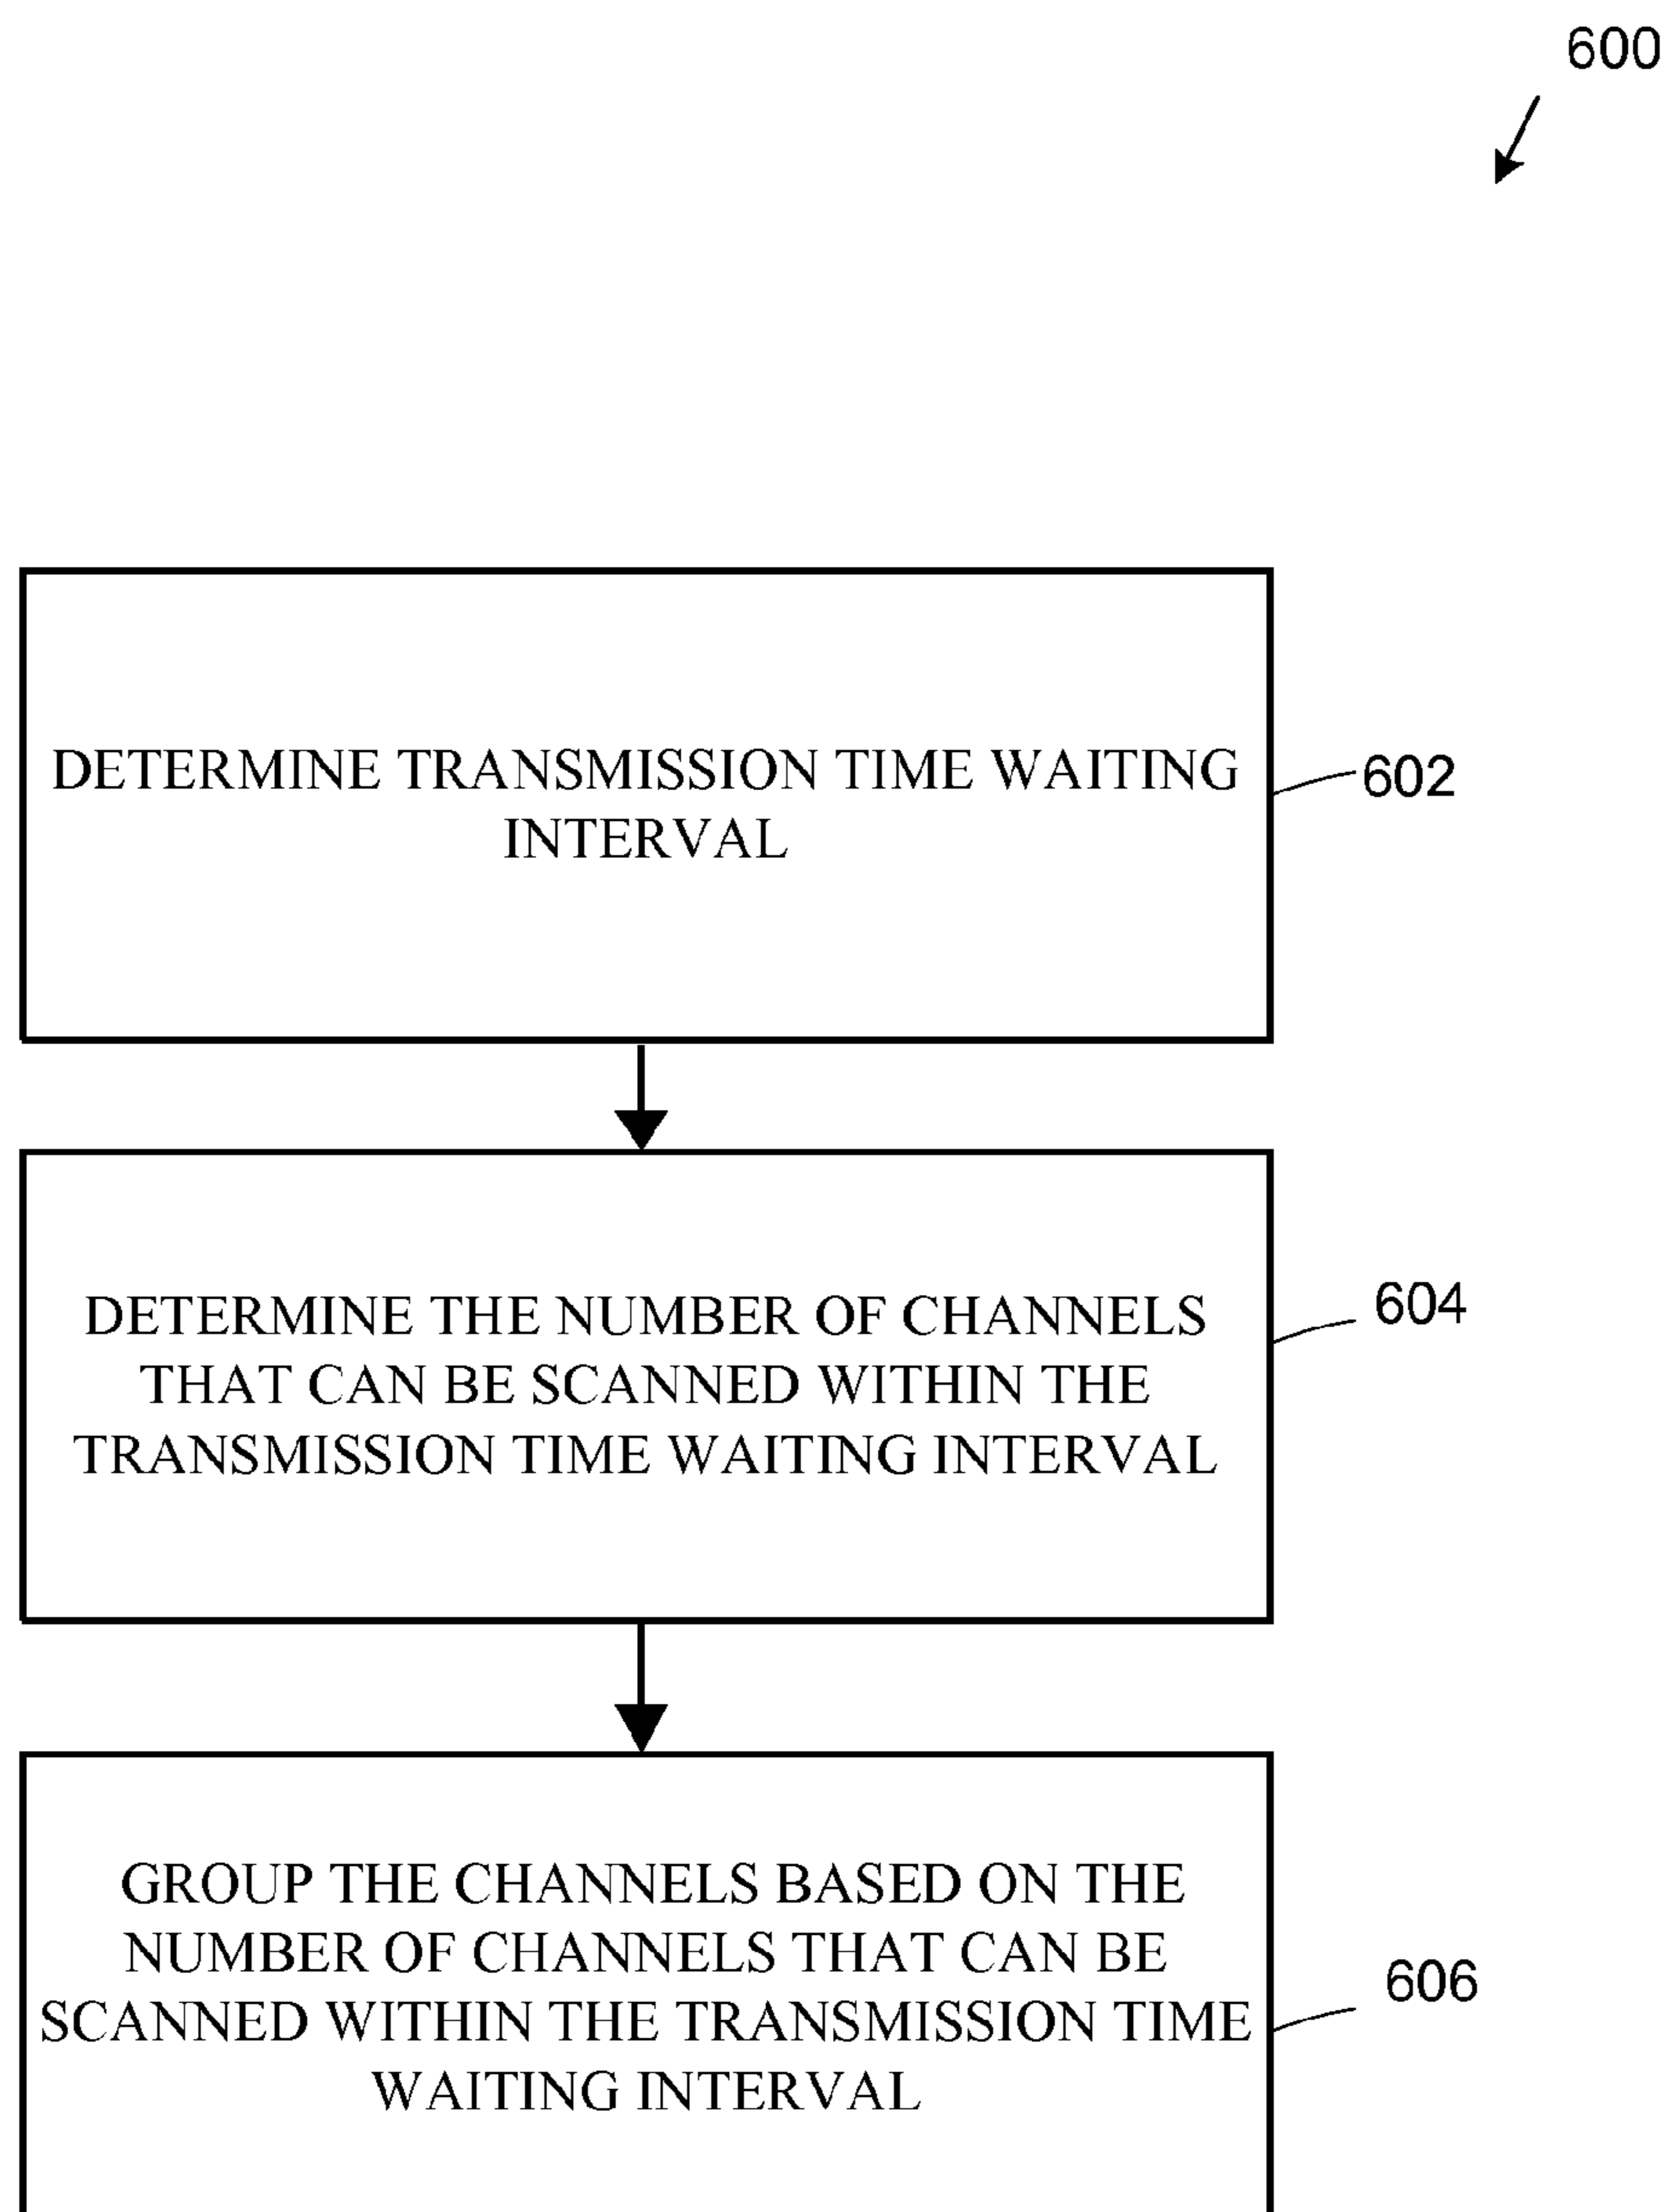 600
DETERMINE TRANSMISSION TIME WAITING
INTERVAL
602
DETERMINE THE NUMBER OF CHANNELS
THAT CAN BE SCANNED WITHIN THE
TRANSMISSION TIME WAITING INTERVAL
604
GROUP THE CHANNELS BASED ON THE
NUMBER OF CHANNELS THAT CAN BE
SCANNED WITHIN THE TRANSMISSION TIME
WAITING INTERVAL
606